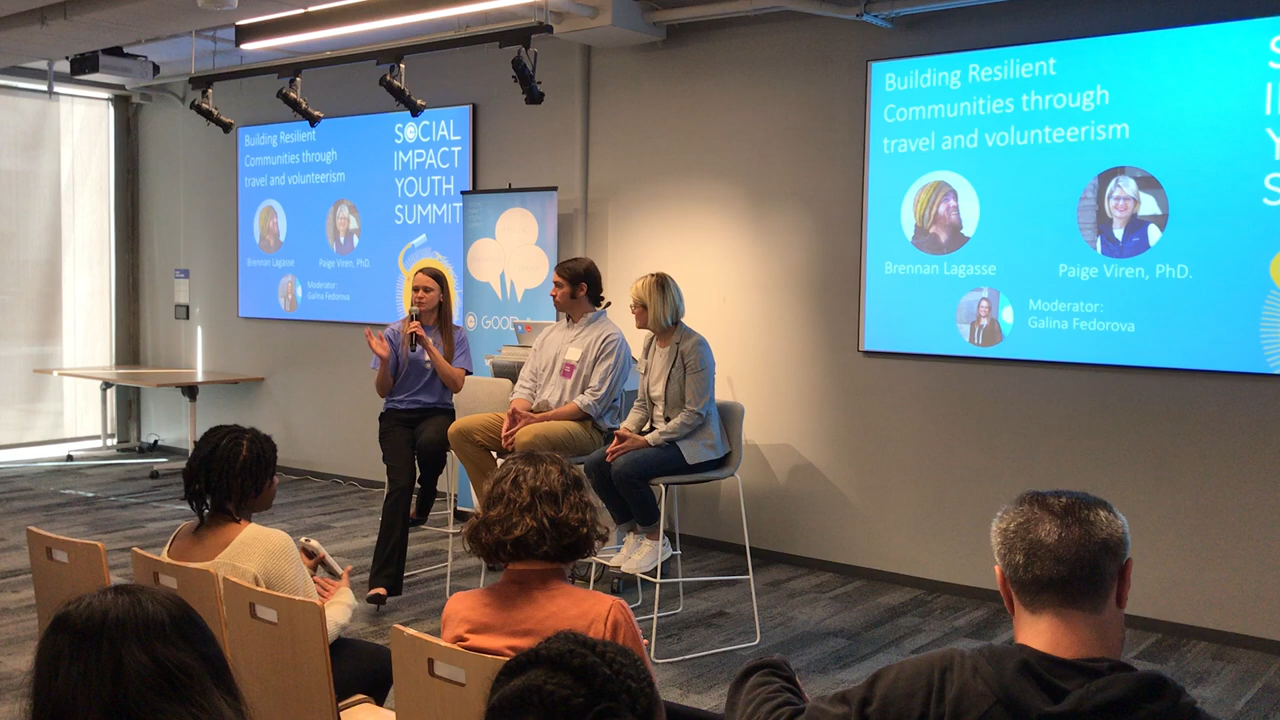 Building Resilient
Communities through
travel and volunteerism
SOCIAL
IMPACT
YOUTH
SUMMIT
Brennan Lagasse
Paige Viren, PhD.
Moderator:
Galina Fedorova
GOOD
Building Resilient
Communities through
travel and volunteerism
Brennan Lagasse
Paige Viren, PhD.
Moderator:
Galina Fedorova
S
I
Y
S